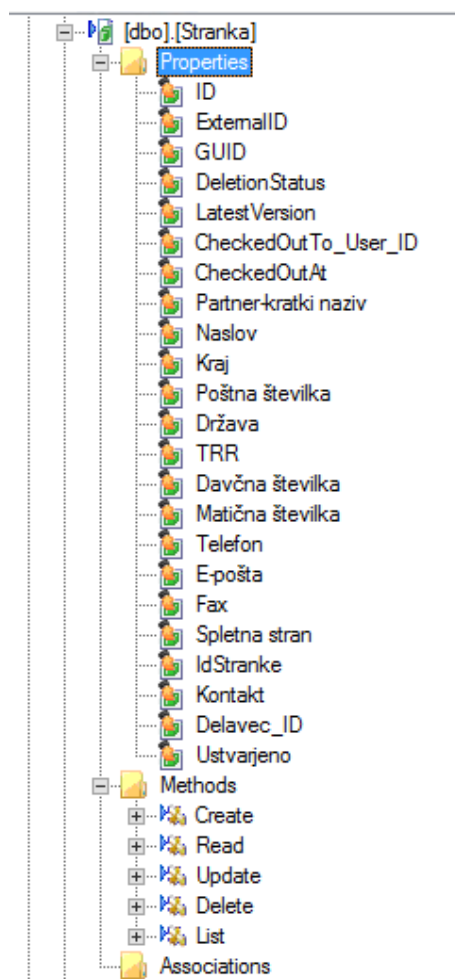 [dbo].[Stranka]
Properties
ID
ExternalID
GUID
DeletionStatus
LatestVersion
CheckedOutTo_User_ID
CheckedOutAt
Partner-kratki naziv
Naslov
Kraj
Poštna številka
Država
TRR
Davčna številka
Matična številka
Telefon
E-pošta
Fax
Spletna stran
IdStranke
Kontakt
Delavec_ID
Ustvarjeno
Methods
Create
Read
Update
Delete
List
Associations